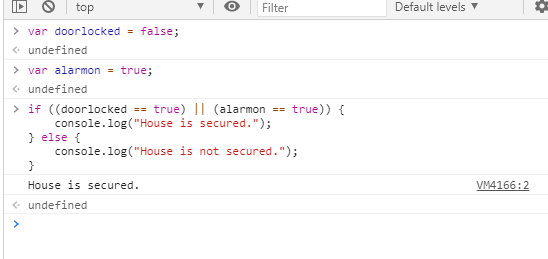 top Filter Default levels
> var doorlocked = false;
< undefined
> var alarmon = true;
< undefined
> if ((doorlocked == true) || (alarmon == true)) {
console.log("House is secured.");
} else {
console.log("House is not secured.");
}
House is secured. VM4166:2
< undefined
>